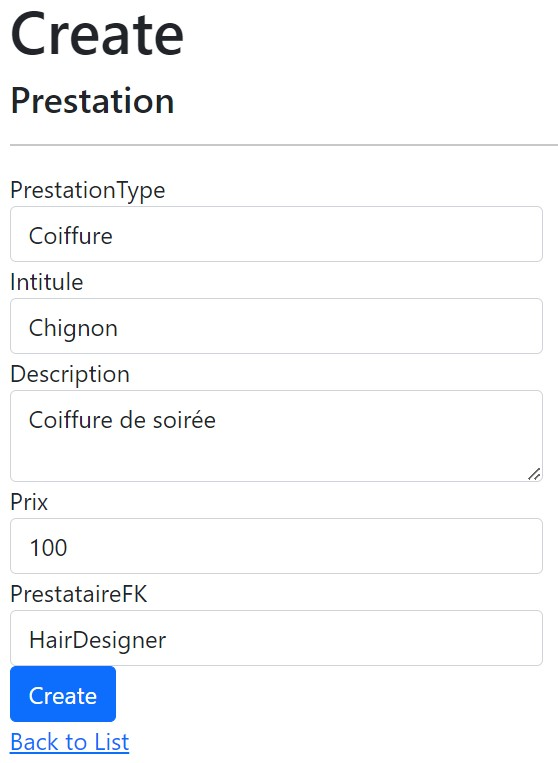 Create
Prestation
PrestationType
Coiffure
Intitule
Chignon
Description
Coiffure de soirée
Prix
100
PrestataireFK
HairDesigner
Create
Back to List